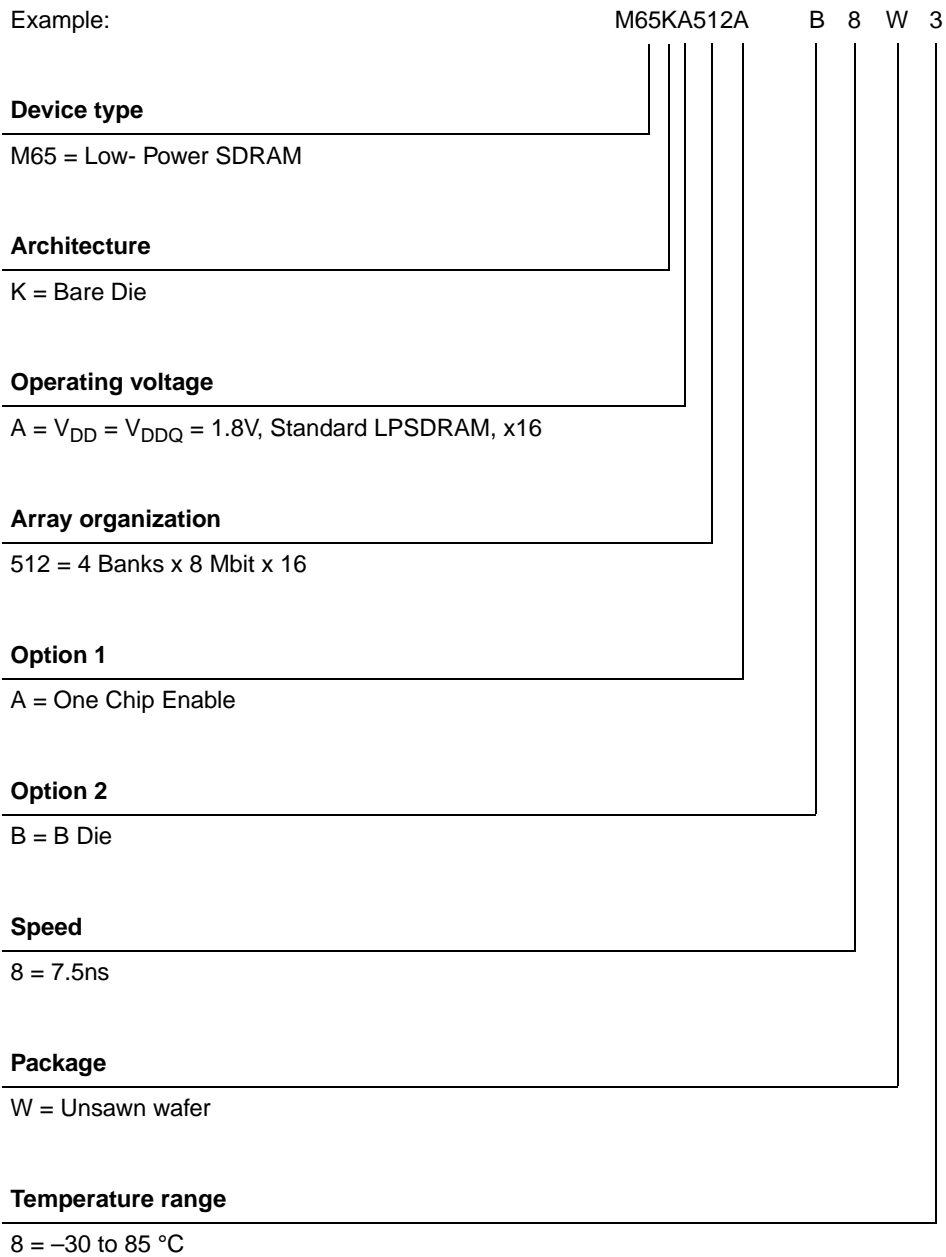 Example: M65KA512A B 8 W 3
Device type
M65 = Low- Power SDRAM
Architecture
K = Bare Die
Operating voltage
A = VDD = VDDQ = 1.8V, Standard LPSDRAM, x16
Array organization
512 = 4 Banks x 8 Mbit x 16
Option 1
A = One Chip Enable
Option 2
B = B Die
Speed
8 = 7.5ns
Package
W = Unsawn wafer
Temperature range
8 = –30 to 85 °C